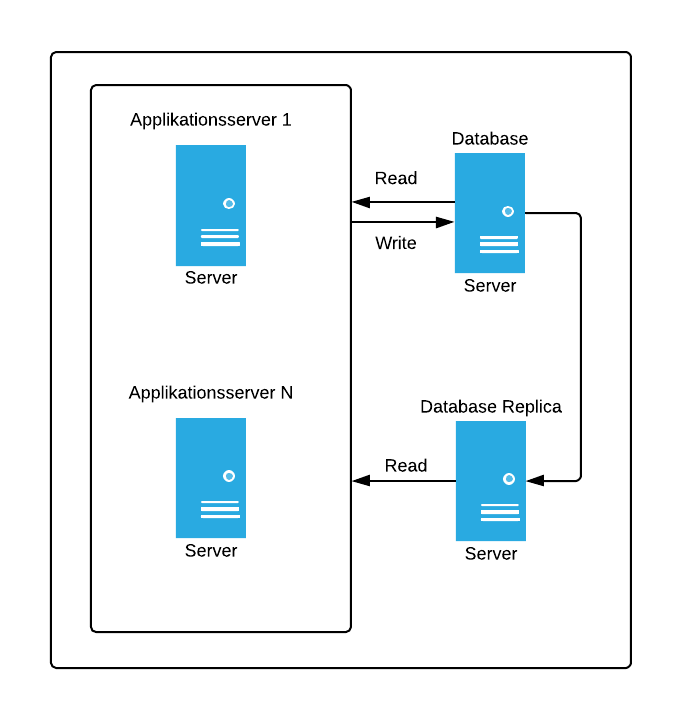 Applikationsserver 1
Server
Database
Read
Write
Server
Applikationsserver N
Server
Database Replica
Read
Server